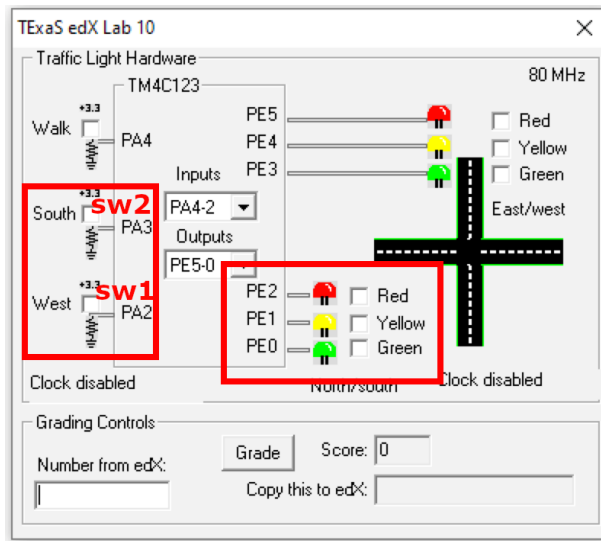 TExaS edX Lab 10
Traffic Light Hardware
TM4C123
80 MHz
+3.3
Walk
PA4
PE5
PE4
PE3
Red
Yellow
Green
Inputs
PA4-2
East/west
+3.3
South
sw2
PA3
Outputs
PE5-0
+3.3
West
sw1
PA2
PE2
Red
PE1
Yellow
PE0
Green
Clock disabled
North/south
Clock disabled
Grading Controls
Number from edX:
Grade
Score:
0
Copy this to edX: